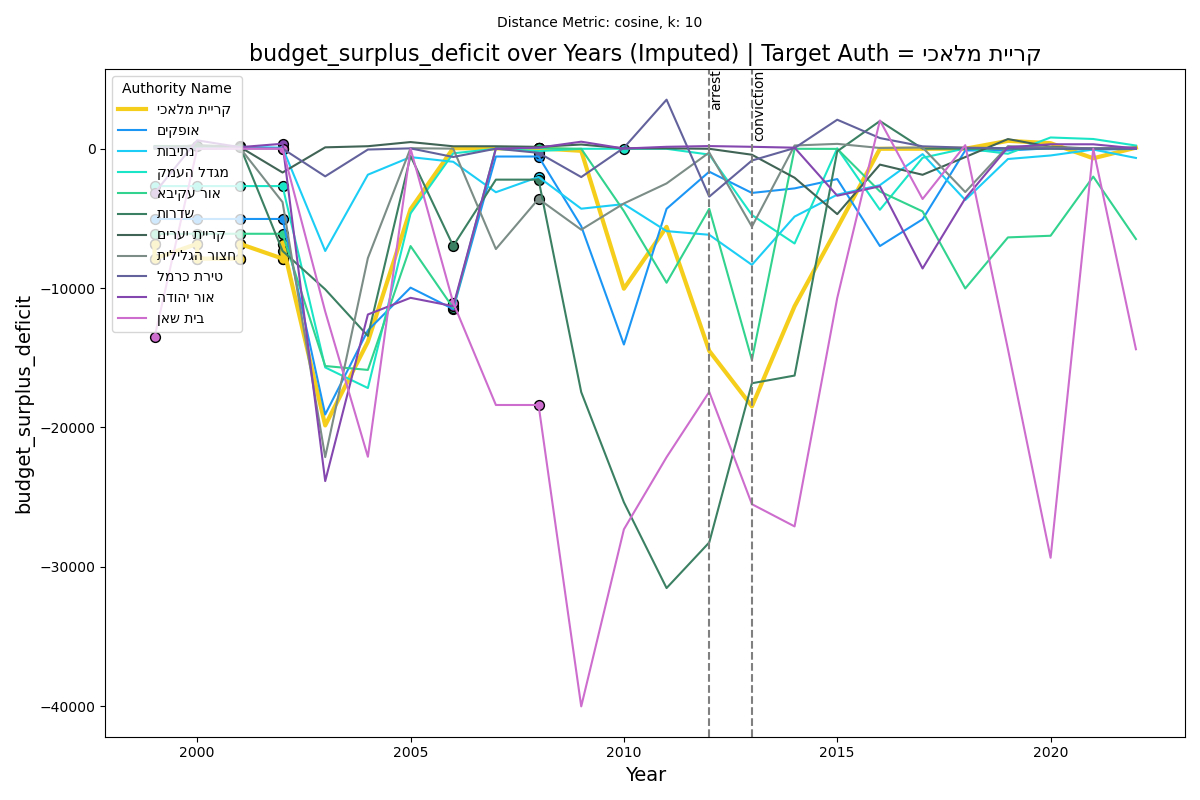 Distance Metric: cosine, k: 10
budget_surplus_deficit over Years (Imputed) | Target Auth = קריית מלאכי
Authority Name
קריית מלאכי
אופקים
נתיבות
מגדל העמק
אור עקיבא
שדרות
קריית יערים
חצור הגלילית
טירת כרמל
אור יהודה
בית שאן
arrest
conviction
budget_surplus_deficit
0
−10000
−20000
−30000
−40000
2000
2005
2010
2015
2020
Year